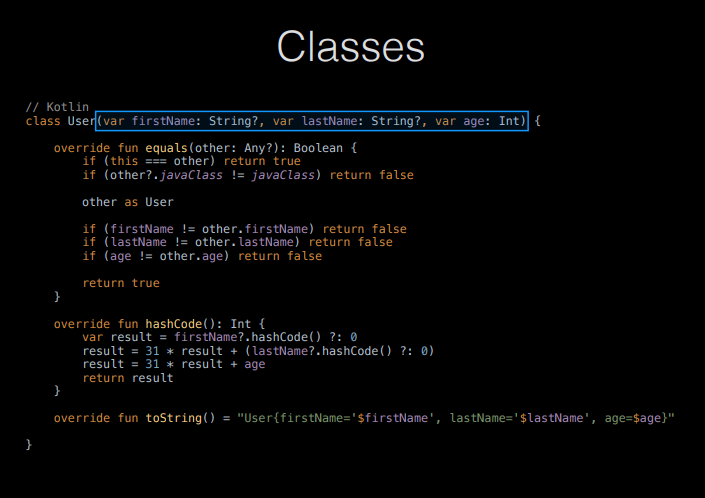 Classes
// Kotlin
class User(var firstName: String?, var lastName: String?, var age: Int) {
override fun equals(other: Any?): Boolean {
if (this === other) return true
if (other?.javaClass != javaClass) return false
other as User
if (firstName != other.firstName) return false
if (lastName != other.lastName) return false
if (age != other.age) return false
return true
}
override fun hashCode(): Int {
var result = firstName?.hashCode() ?: 0
result = 31 * result + (lastName?.hashCode() ?: 0)
result = 31 * result + age
return result
}
override fun toString() = "User{firstName='$firstName', lastName='$lastName', age=$age}"
}